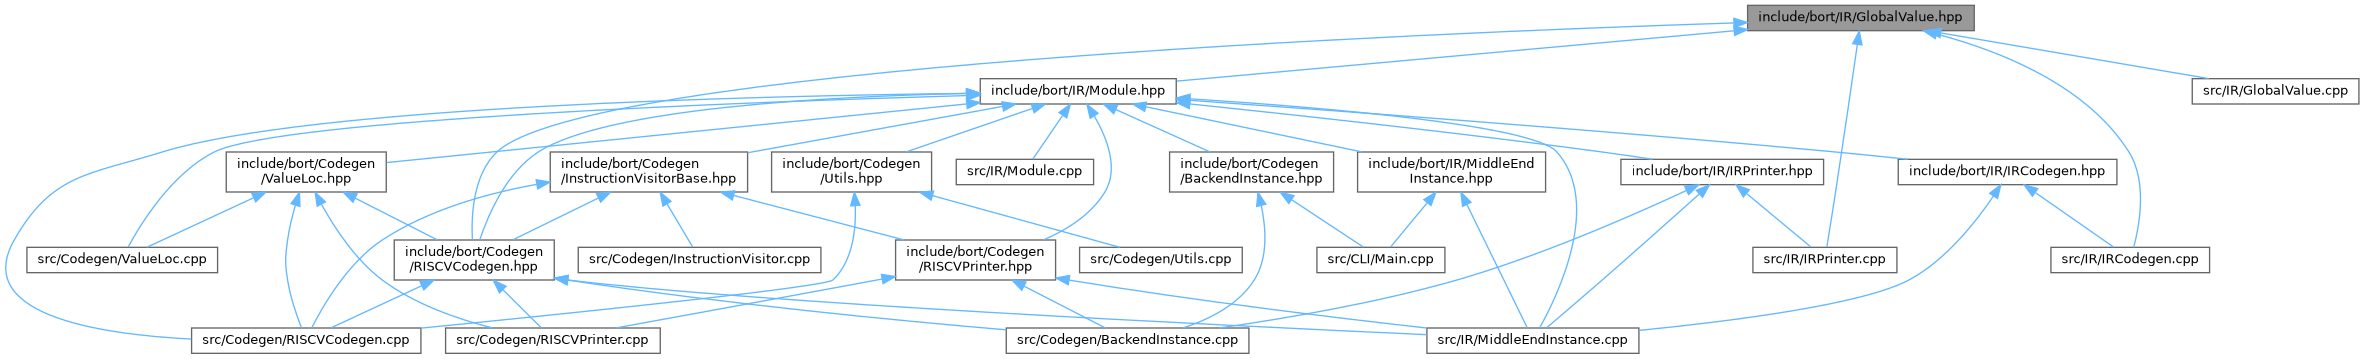 include/bort/IR/GlobalValue.hpp
include/bort/IR/Module.hpp
src/IR/GlobalValue.cpp
include/bort/Codegen
/ValueLoc.hpp
include/bort/Codegen
/InstructionVisitorBase.hpp
include/bort/Codegen
/Utils.hpp
src/IR/Module.cpp
include/bort/Codegen
/BackendInstance.hpp
include/bort/IR/MiddleEnd
Instance.hpp
include/bort/IR/IRPrinter.hpp
include/bort/IR/IRCodegen.hpp
src/Codegen/ValueLoc.cpp
include/bort/Codegen
/RISCVCodegen.hpp
src/Codegen/InstructionVisitor.cpp
include/bort/Codegen
/RISCVPrinter.hpp
src/Codegen/Utils.cpp
src/CLI/Main.cpp
src/IR/IRPrinter.cpp
src/IR/IRCodegen.cpp
src/Codegen/RISCVCodegen.cpp
src/Codegen/RISCVPrinter.cpp
src/Codegen/BackendInstance.cpp
src/IR/MiddleEndInstance.cpp